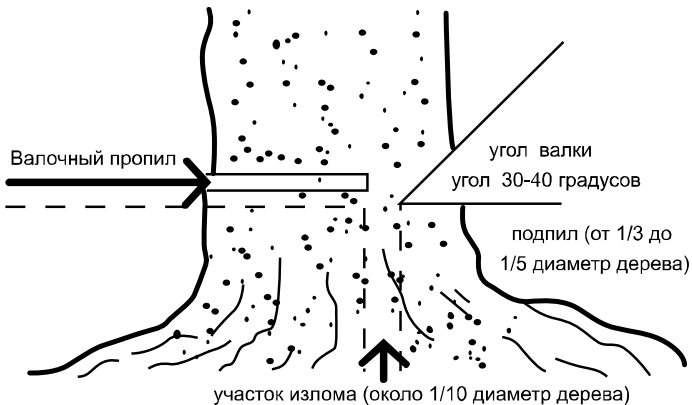 Валочный пропил
угол валки
угол 30-40 градусов
подпил (от 1/3 до
1/5 диаметр дерева)
участок излома (около 1/10 диаметр дерева)